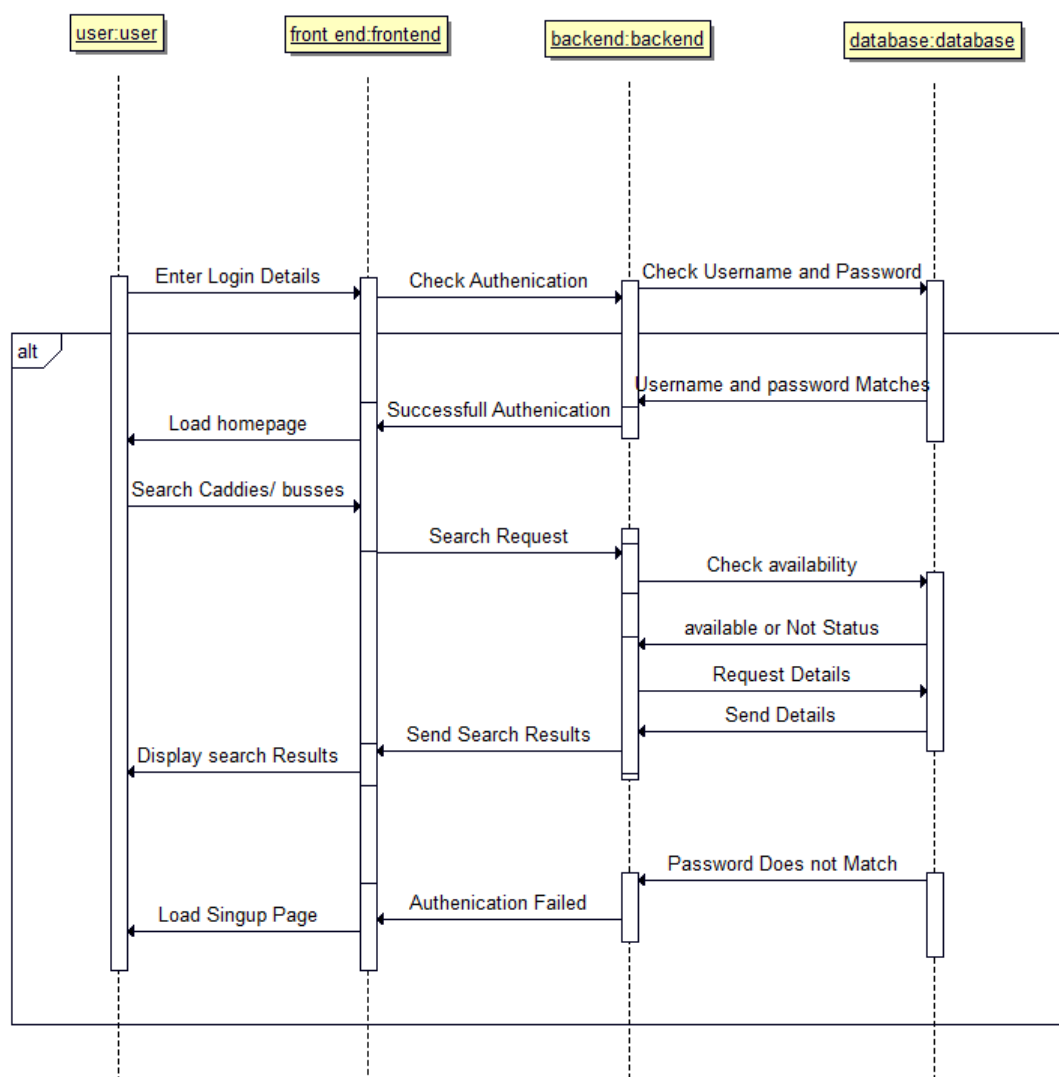 user:user
front end:frontend
backend:backend
database:database
Enter Login Details
Check Authenication
Check Username and Password
alt
Username and password Matches
Successfull Authenication
Load homepage
Search Caddies/ busses
Search Request
Check availability
available or Not Status
Request Details
Send Details
Send Search Results
Display search Results
Password Does not Match
Authenication Failed
Load Singup Page